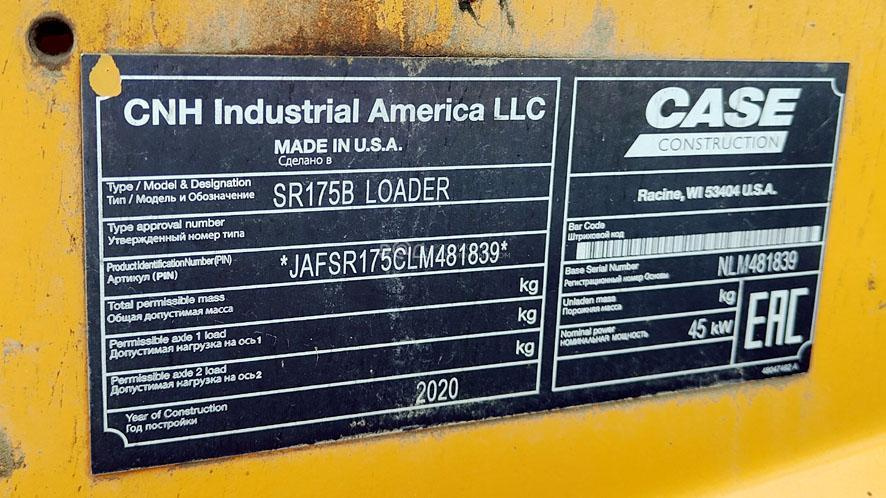 CNH Industrial America LLC
MADE IN U.S.A.
Сделано в
Type / Model & Designation
Тип / Модель и Обозначение
SR175B LOADER
Type approval number
Утвержденный номер типа
Product Identification Number (PIN)
Артикул (PIN)
*JAFSR175CLM481839*
Total permissible mass
Общая допустимая масса
kg
Permissible axle 1 load
Допустимая нагрузка на ось1
kg
Permissible axle 2 load
Допустимая нагрузка на ось2
kg
Year of Construction
Год постройки
2020
CASE
CONSTRUCTION
Racine, WI 53404 U.S.A.
Bar Code
Штриховой код
Base Serial Number
Регистрационный номер Основы
NLM481839
Unladen mass
Порожняя масса
kg
Nominal power
НОМИНАЛЬНАЯ МОЩНОСТЬ
45 kW
EAC